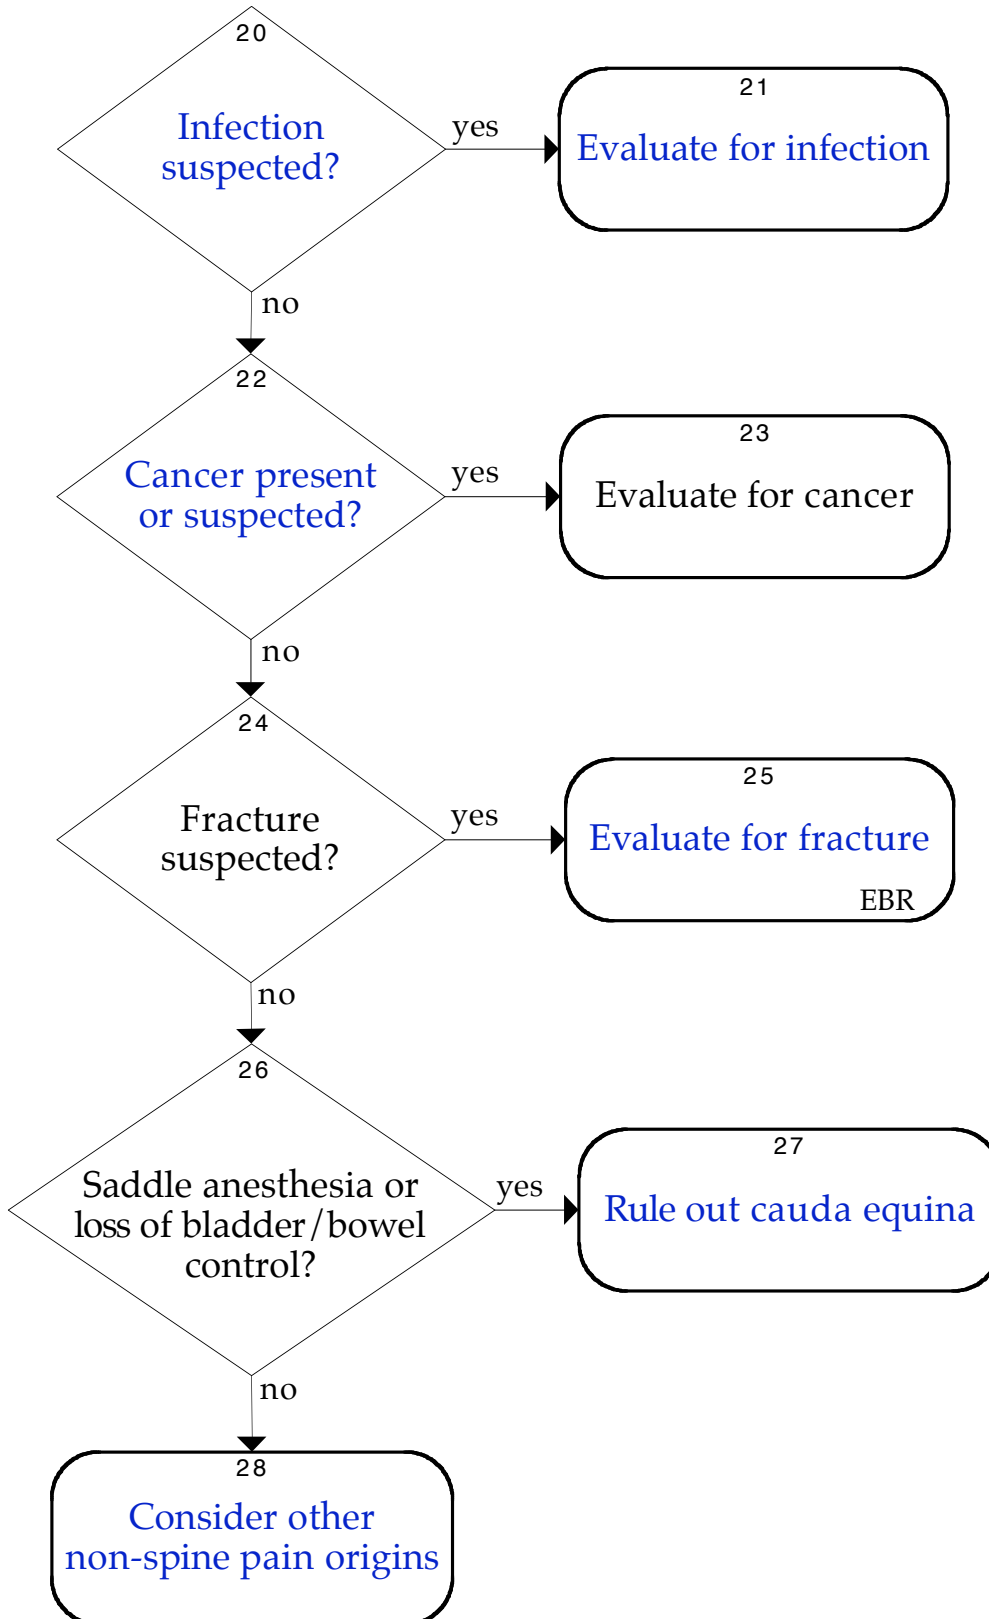 20
Infection
suspected?
yes
21
Evaluate for infection
no
22
Cancer present
or suspected?
yes
23
Evaluate for cancer
no
24
Fracture
suspected?
yes
25
Evaluate for fracture
EBR
no
26
Saddle anesthesia or
loss of bladder/bowel
control?
yes
27
Rule out cauda equina
no
28
Consider other
non-spine pain origins